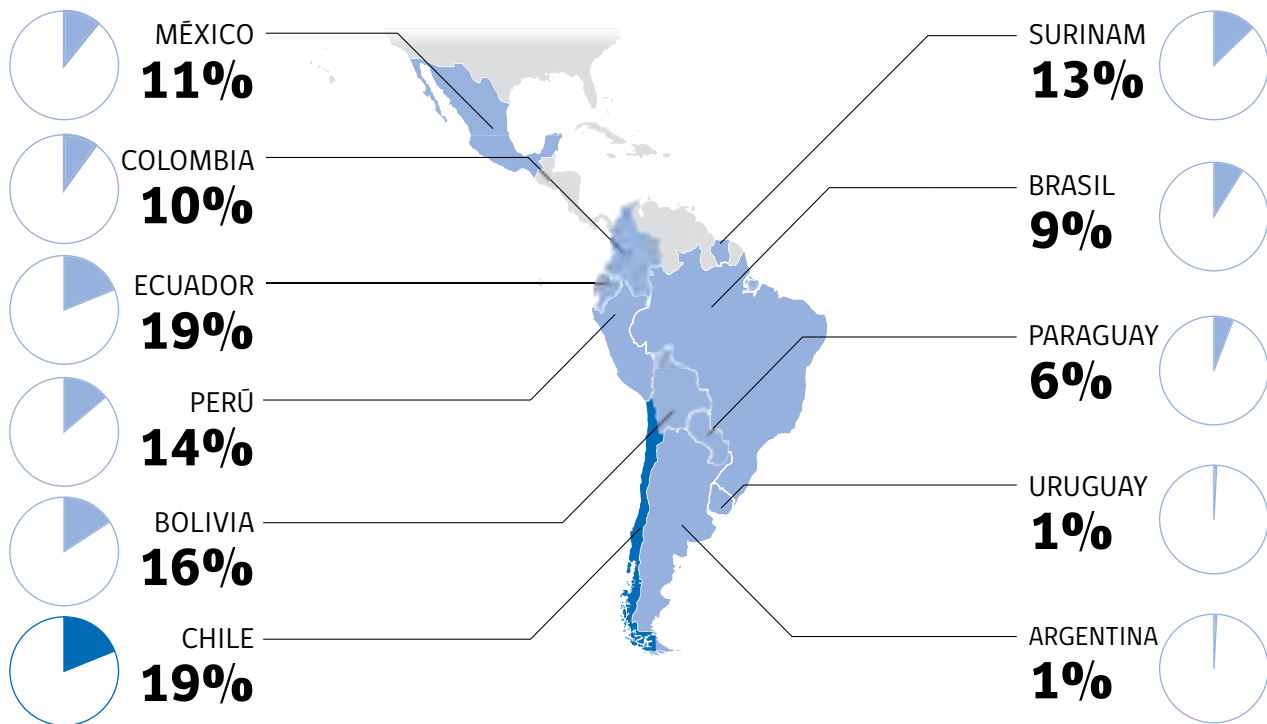 MÉXICO
11%
COLOMBIA
10%
ECUADOR
19%
PERÚ
14%
BOLIVIA
16%
CHILE
19%
SURINAM
13%
BRASIL
9%
PARAGUAY
6%
URUGUAY
1%
ARGENTINA
1%